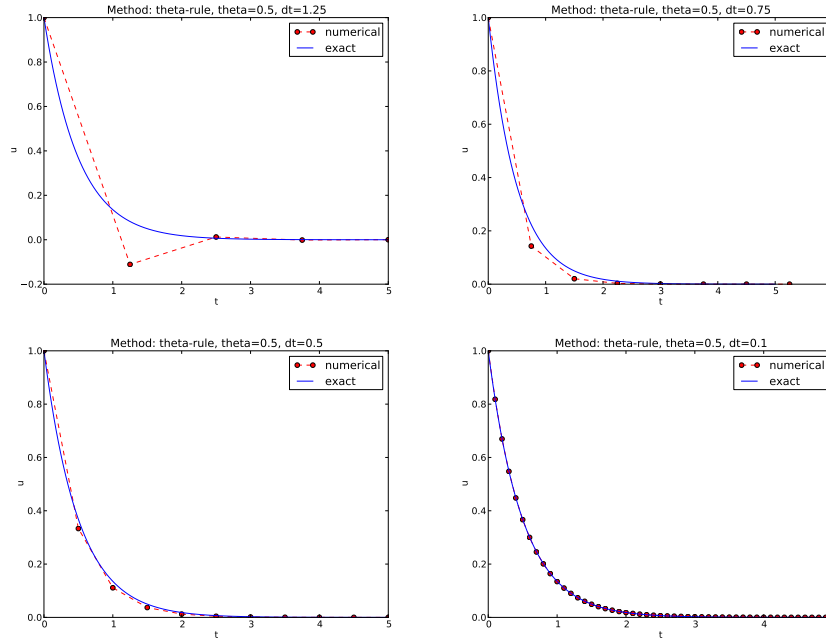 Method: theta-rule, theta=0.5, dt=1.25
numerical
exact
1.0
0.8
0.6
0.4
0.2
0.0
−0.2
u
0 1 2 3 4 5
t
Method: theta-rule, theta=0.5, dt=0.75
numerical
exact
1.0
0.8
0.6
0.4
0.2
0.0
u
0 1 2 3 4 5
t
Method: theta-rule, theta=0.5, dt=0.5
numerical
exact
1.0
0.8
0.6
0.4
0.2
0.0
u
0 1 2 3 4 5
t
Method: theta-rule, theta=0.5, dt=0.1
numerical
exact
1.0
0.8
0.6
0.4
0.2
0.0
u
0 1 2 3 4
t